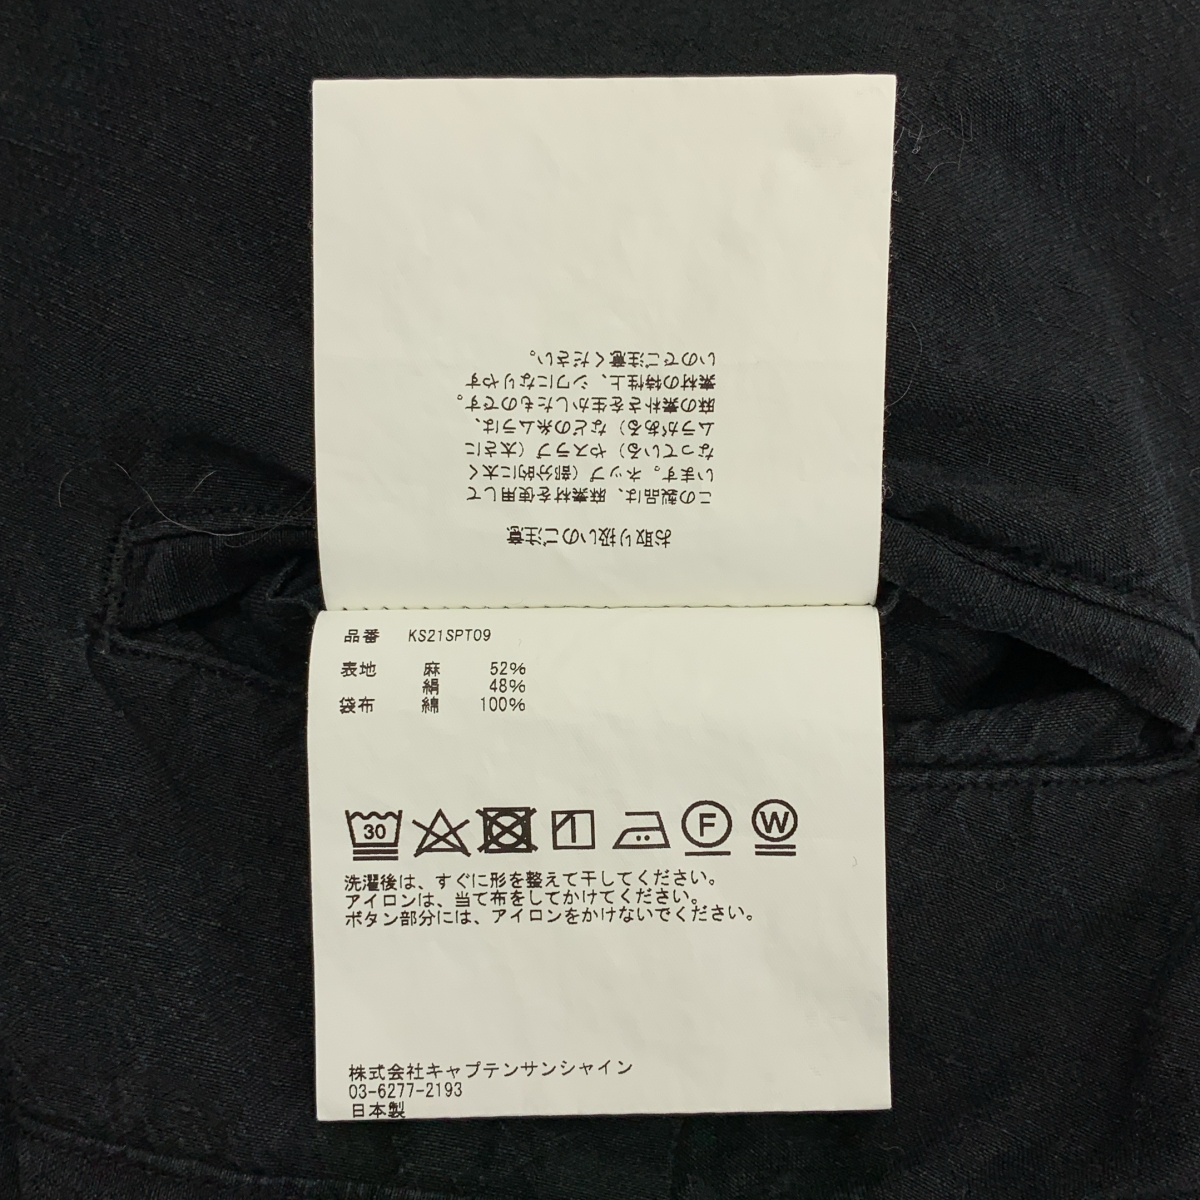 お取り扱いのご注意
この製品は、麻素材を使用して
います。ネップ（部分的に太く
なっている）やスラブ（太さに
ムラがある）などの糸ムラは、
麻の素朴さを生かしたものです。
素材の特性上、シワになりやす
いのでご注意ください。
品番 KS21SPT09
表地 麻 52%
絹 48%
袋布 綿 100%
30 F W
洗濯後は、すぐに形を整えて干してください。
アイロンは、当て布をしてかけてください。
ボタン部分には、アイロンをかけないでください。
株式会社キャプテンサンシャイン
03-6277-2193
日本製